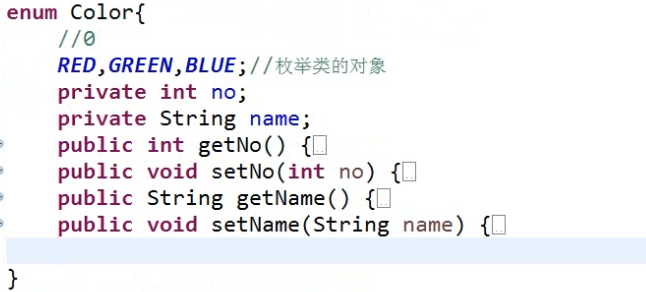 enum Color{
//0
RED,GREEN,BLUE;//枚举类的对象
private int no;
private String name;
public int getNo() {..
public void setNo(int no) {..
public String getName() {..
public void setName(String name) {..
}